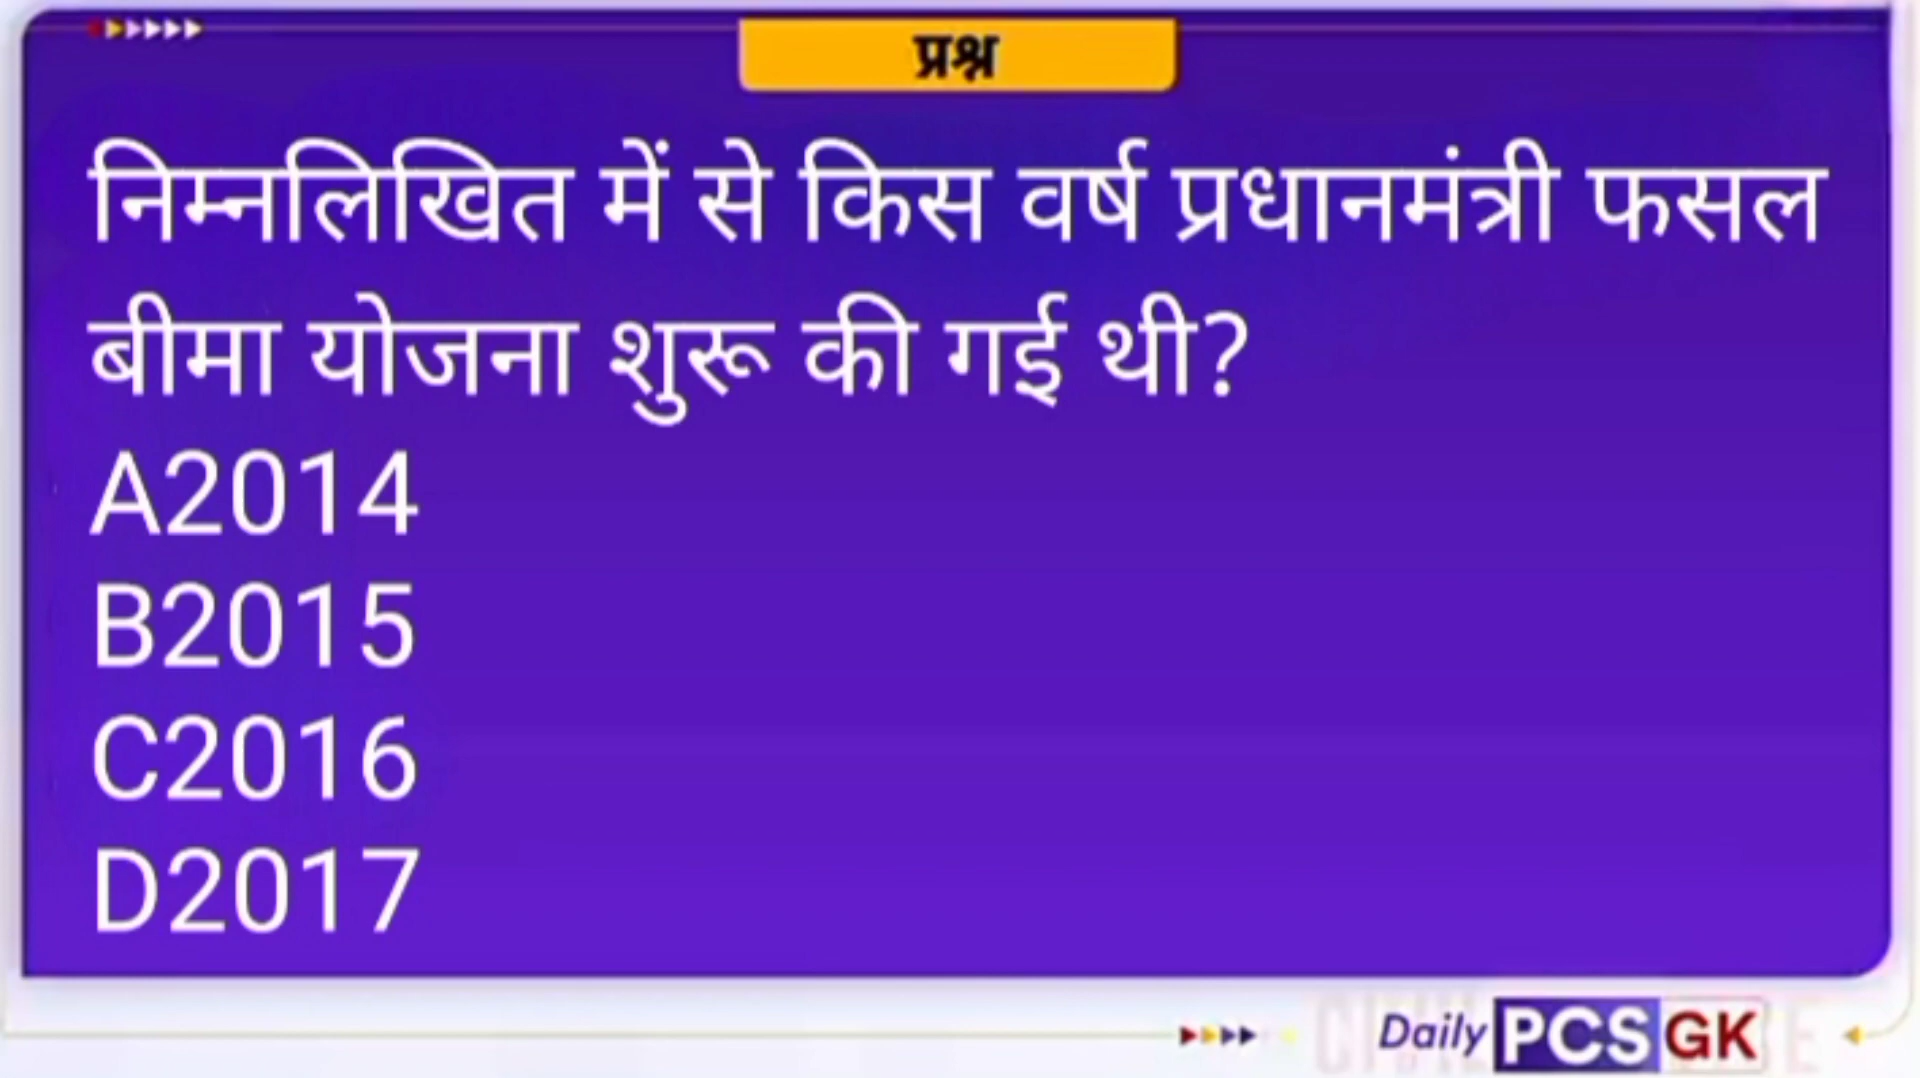 प्रश्न
निम्नलिखित में से किस वर्ष प्रधानमंत्री फसल
बीमा योजना शुरू की गई थी?
A2014
B2015
C2016
D2017
Daily PCS GK